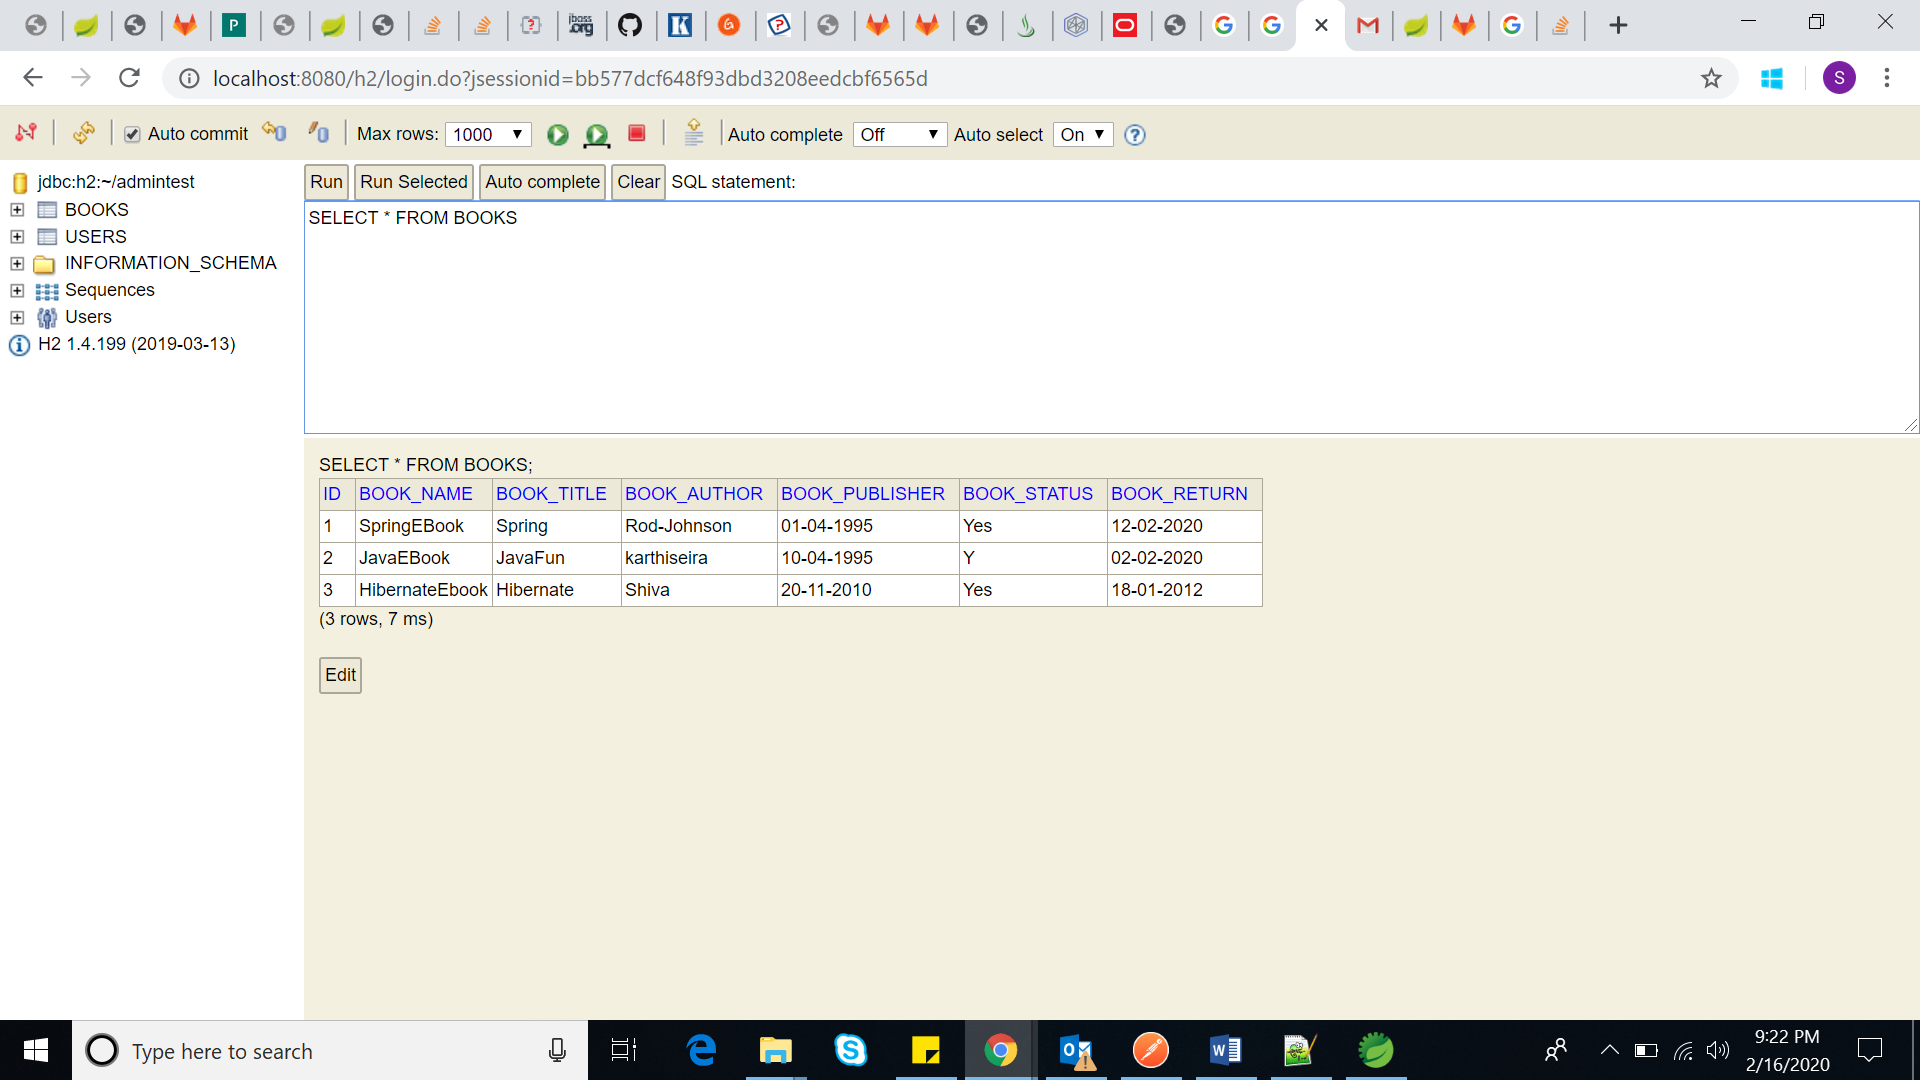 P
jboss
.org
K
localhost:8080/h2/login.do?jsessionid=bb577dcf648f93dbd3208eedcbf6565d
S
Auto commit Max rows: 1000 Auto complete Off Auto select On
jdbc:h2:~/admintest
BOOKS
USERS
INFORMATION_SCHEMA
Sequences
Users
H2 1.4.199 (2019-03-13)
Run Run Selected Auto complete Clear SQL statement:
SELECT * FROM BOOKS
SELECT * FROM BOOKS;
ID BOOK_NAME BOOK_TITLE BOOK_AUTHOR BOOK_PUBLISHER BOOK_STATUS BOOK_RETURN
1 SpringEBook Spring Rod-Johnson 01-04-1995 Yes 12-02-2020
2 JavaEBook JavaFun karthiseira 10-04-1995 Y 02-02-2020
3 HibernateEbook Hibernate Shiva 20-11-2010 Yes 18-01-2012
(3 rows, 7 ms)
Edit
Type here to search
9:22 PM
2/16/2020